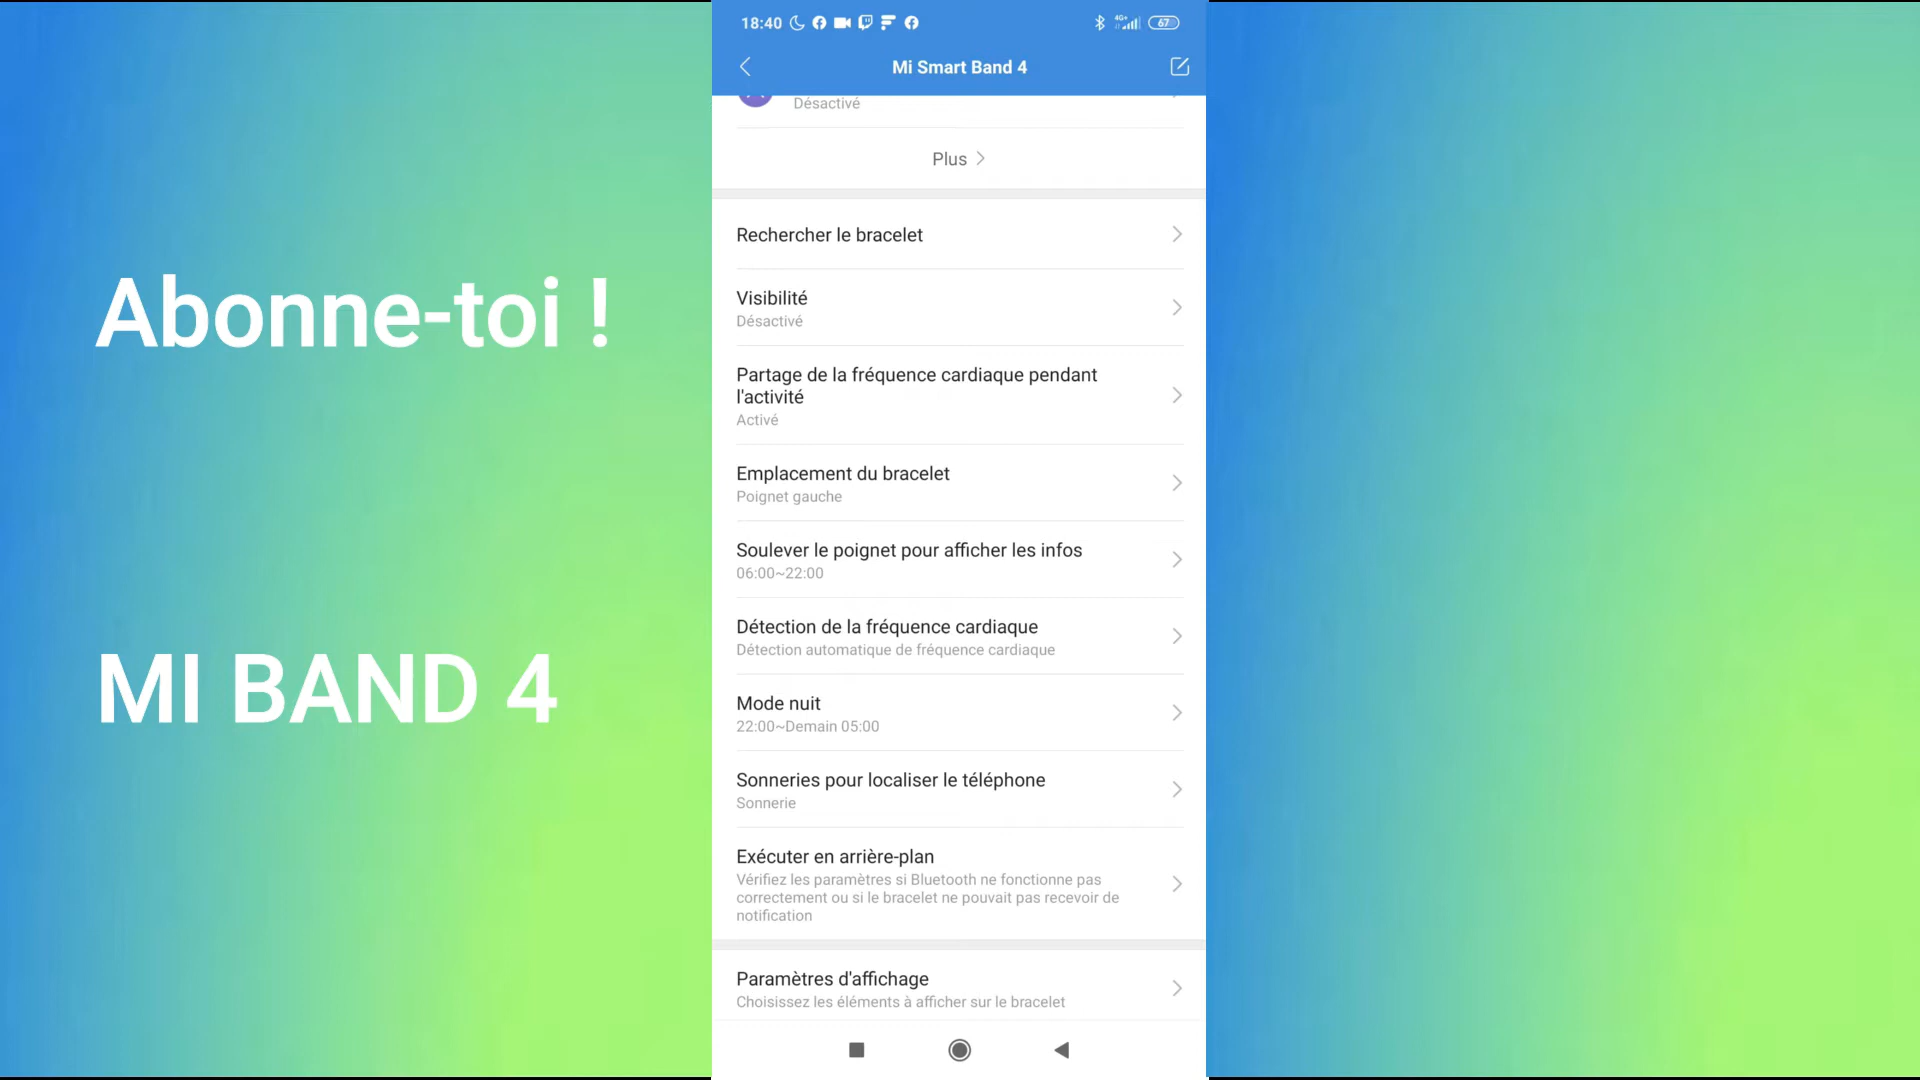 18:40
4G+
67
Mi Smart Band 4
Désactivé
Plus
Rechercher le bracelet
Visibilité
Désactivé
Partage de la fréquence cardiaque pendant
l'activité
Activé
Emplacement du bracelet
Poignet gauche
Soulever le poignet pour afficher les infos
06:00~22:00
Détection de la fréquence cardiaque
Détection automatique de fréquence cardiaque
Mode nuit
22:00~Demain 05:00
Sonneries pour localiser le téléphone
Sonnerie
Exécuter en arrière-plan
Vérifiez les paramètres si Bluetooth ne fonctionne pas
correctement ou si le bracelet ne pouvait pas recevoir de
notification
Paramètres d'affichage
Choisissez les éléments à afficher sur le bracelet
Abonne-toi !
MI BAND 4